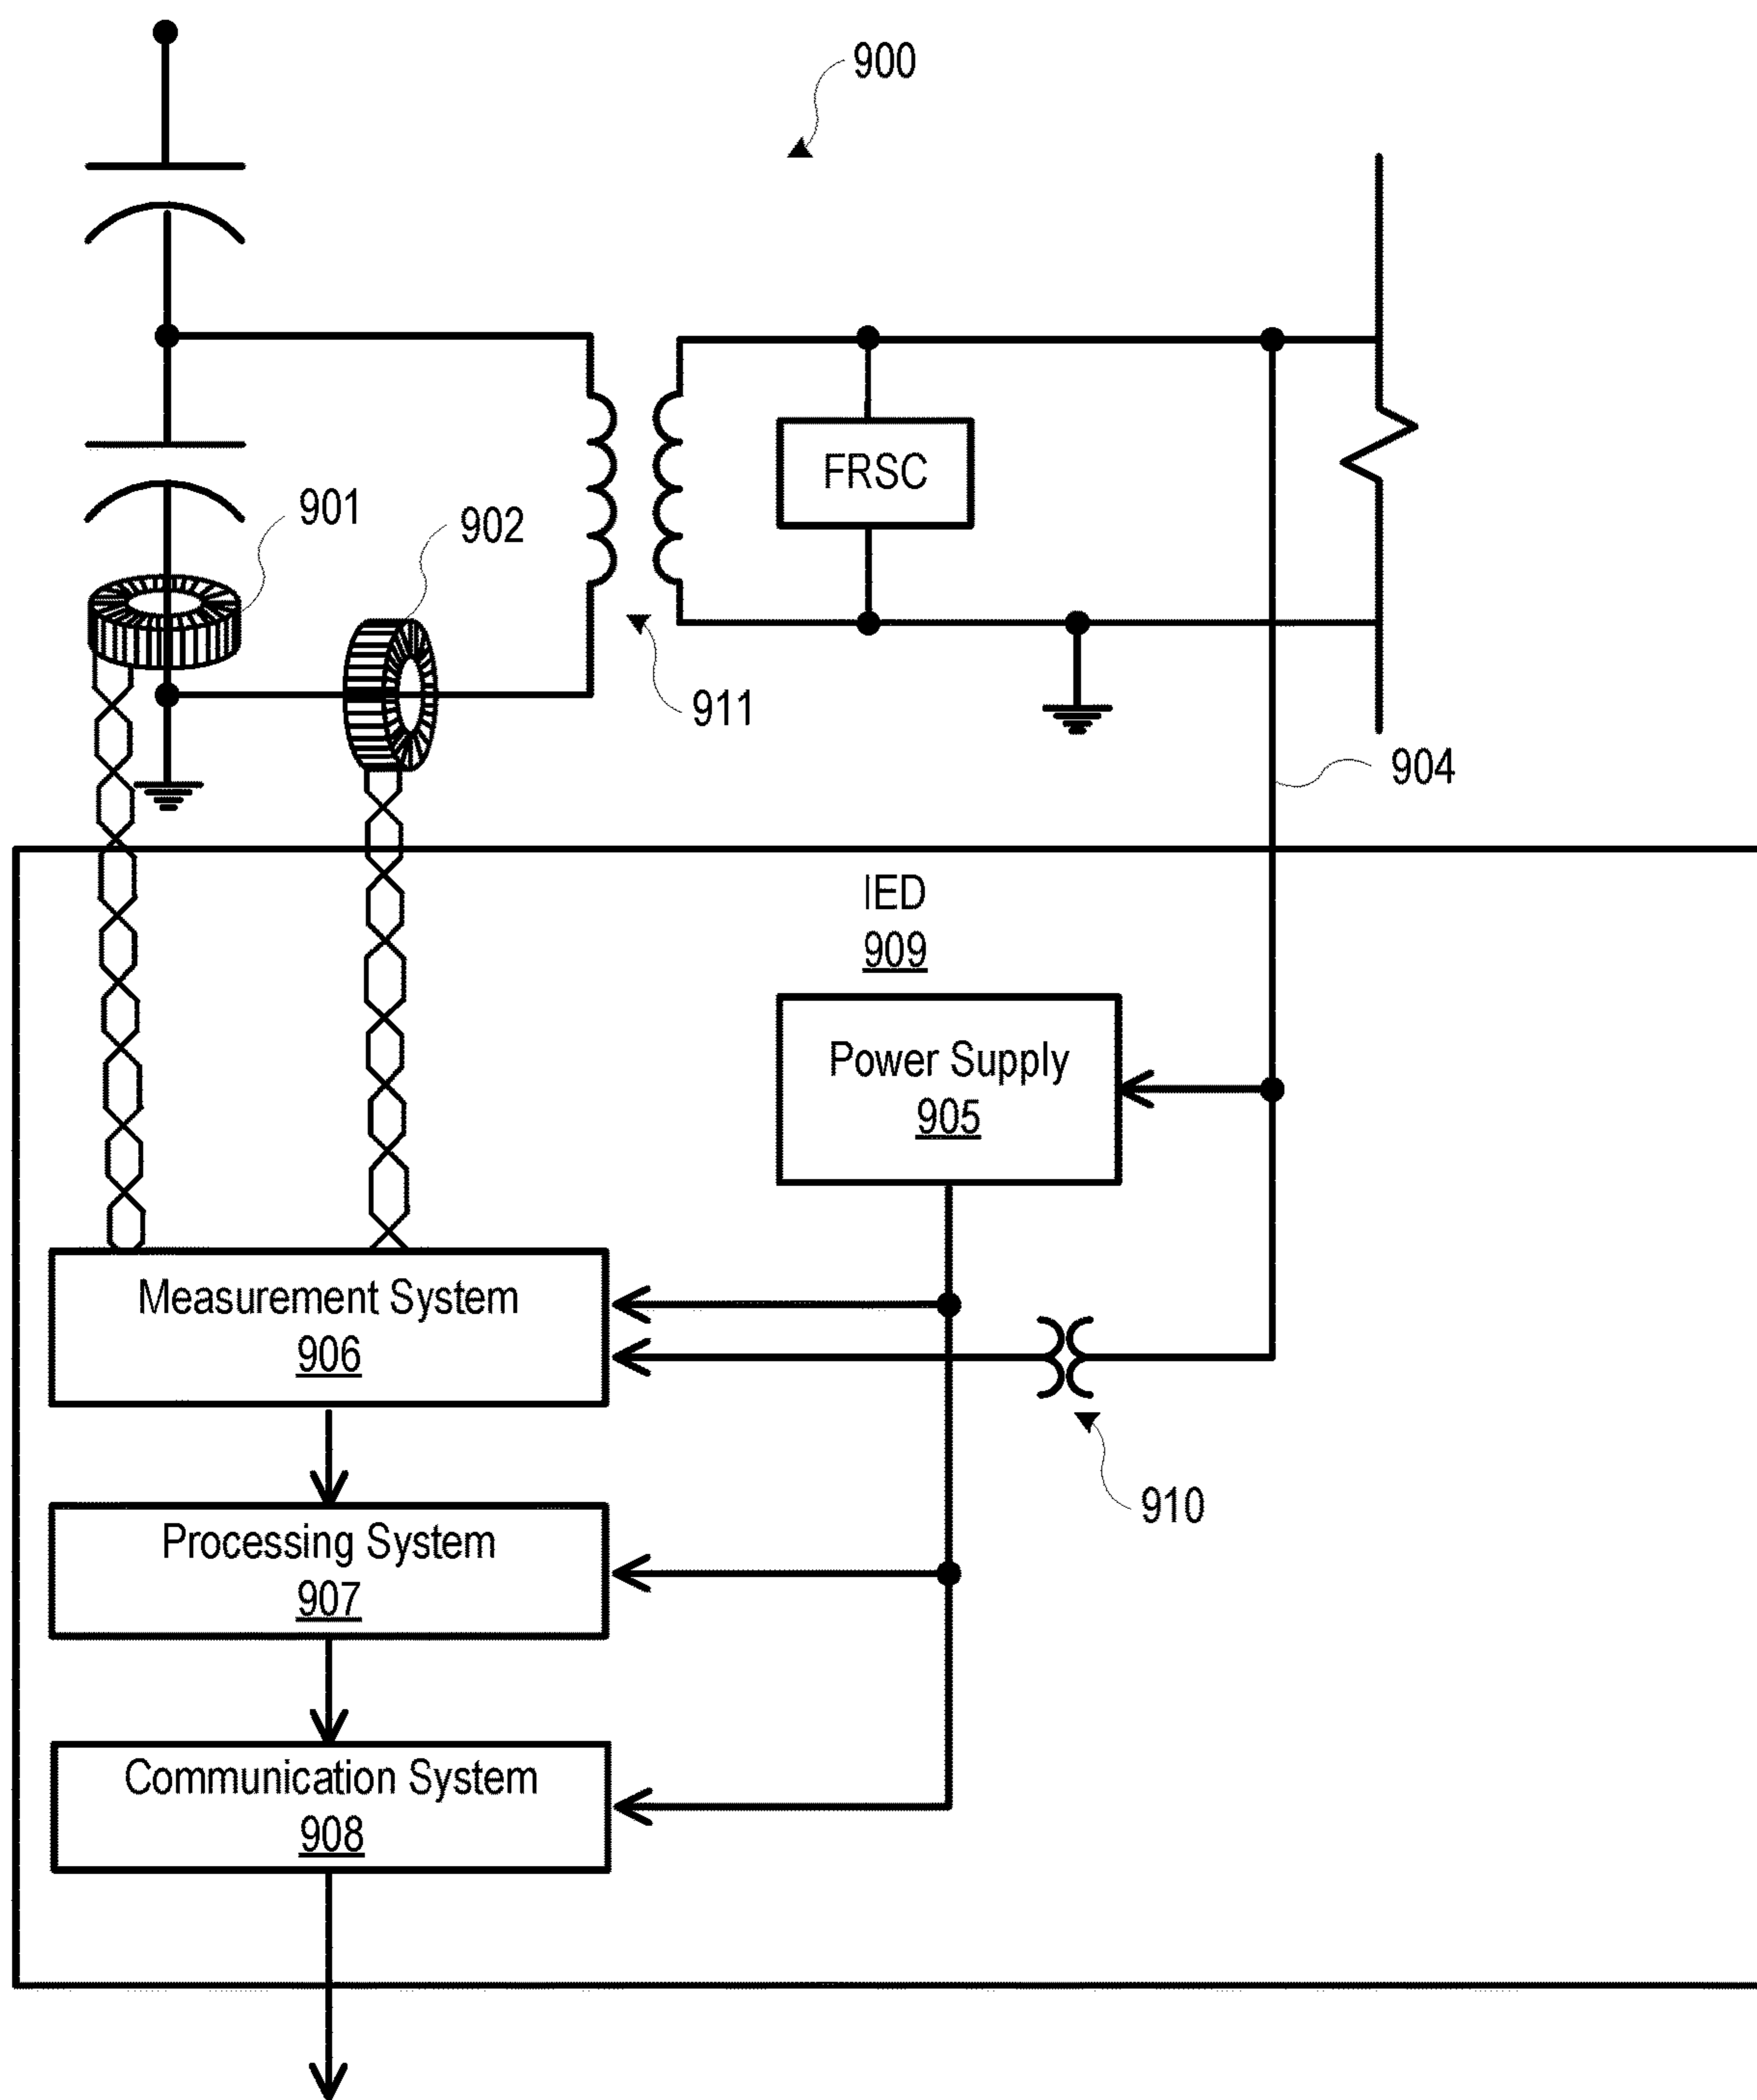 900
FRSC
901
902
911
904
IED
909
Power Supply
905
Measurement System
906
910
Processing System
907
Communication System
908